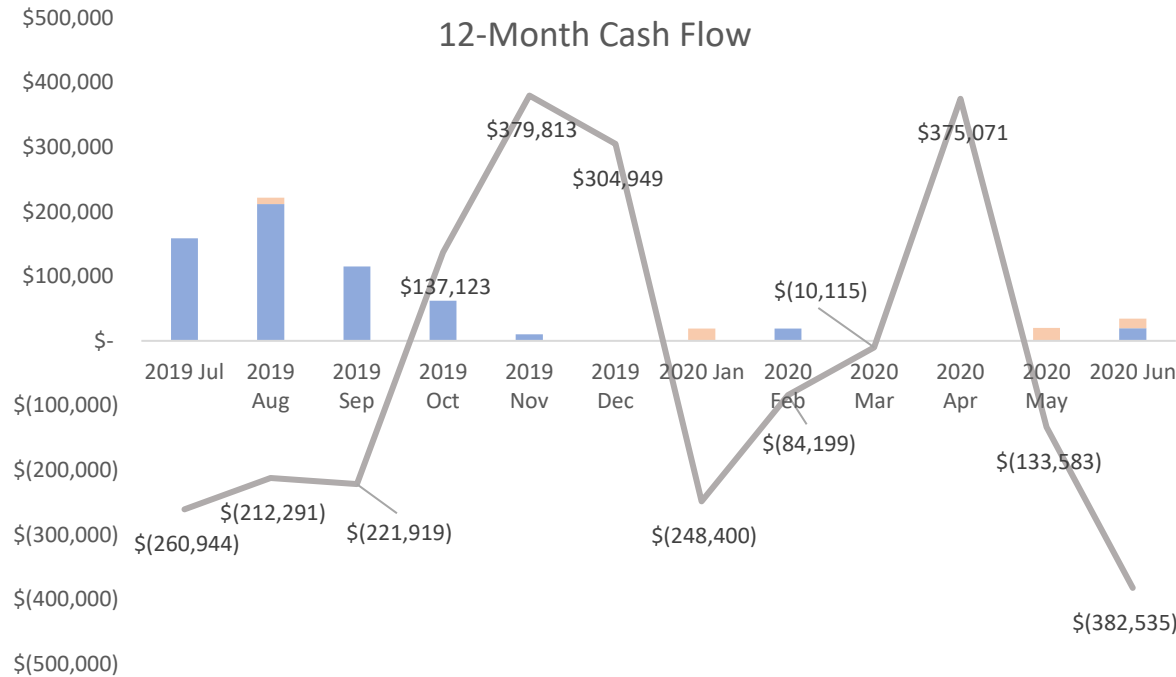 12-Month Cash Flow
$500,000
$400,000
$300,000
$200,000
$100,000
$-
$(100,000)
$(200,000)
$(300,000)
$(400,000)
$(500,000)
2019 Jul
2019
Aug
2019
Sep
2019
Oct
2019
Nov
2019
Dec
2020 Jan
2020
Feb
2020
Mar
2020
Apr
2020
May
2020 Jun
$(260,944)
$(212,291)
$(221,919)
$137,123
$379,813
$304,949
$(248,400)
$(84,199)
$(10,115)
$375,071
$(133,583)
$(382,535)